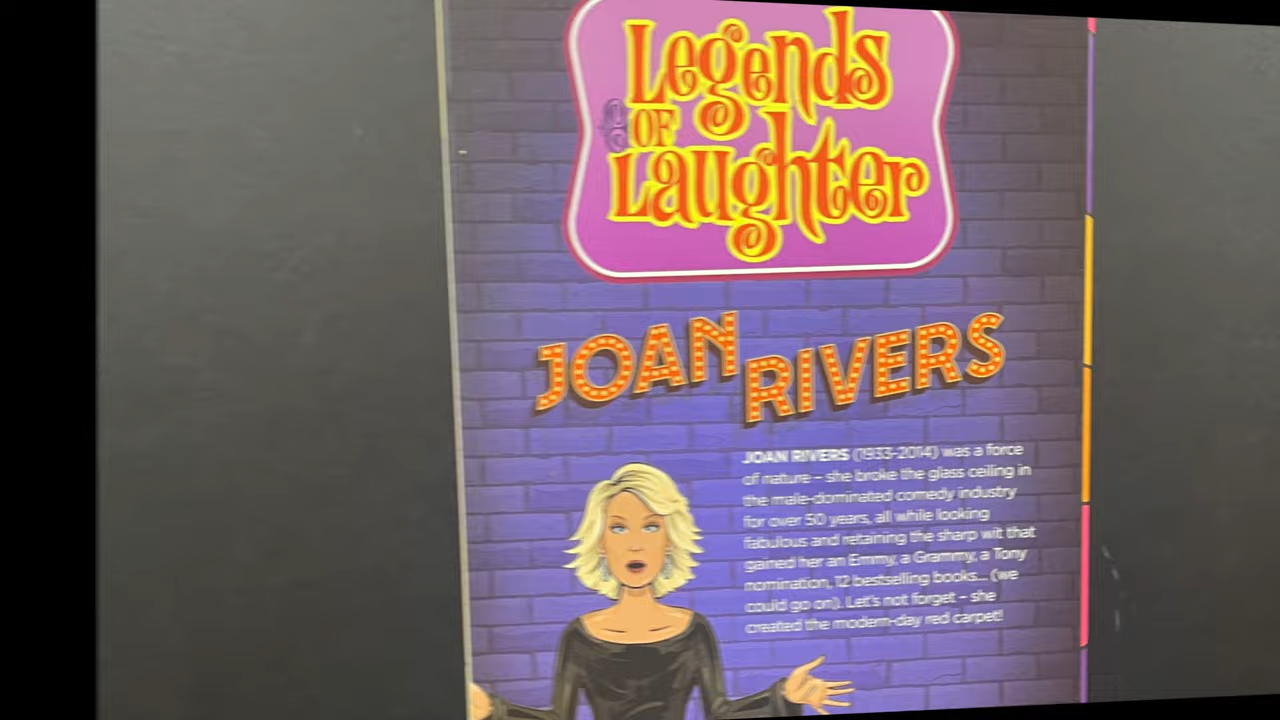 Legends
OF
Laughter
JOAN
RIVERS
JOAN RIVERS (1933-2014) was a force
of nature – she broke the glass ceiling in
the male-dominated comedy industry
for over 50 years, all while looking
fabulous and retaining the sharp wit that
gained her an Emmy, a Grammy, a Tony
nomination, 12 bestselling books... (we
could go on). Let's not forget – she
created the modern-day red carpet!